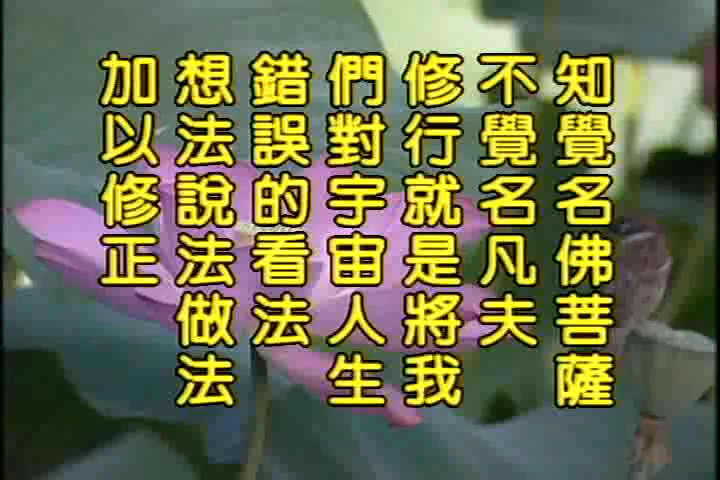 知覺名佛菩薩
不覺名凡夫
修行就是將我
們對宇宙人生
錯誤的看法
想法說法做法
加以修正